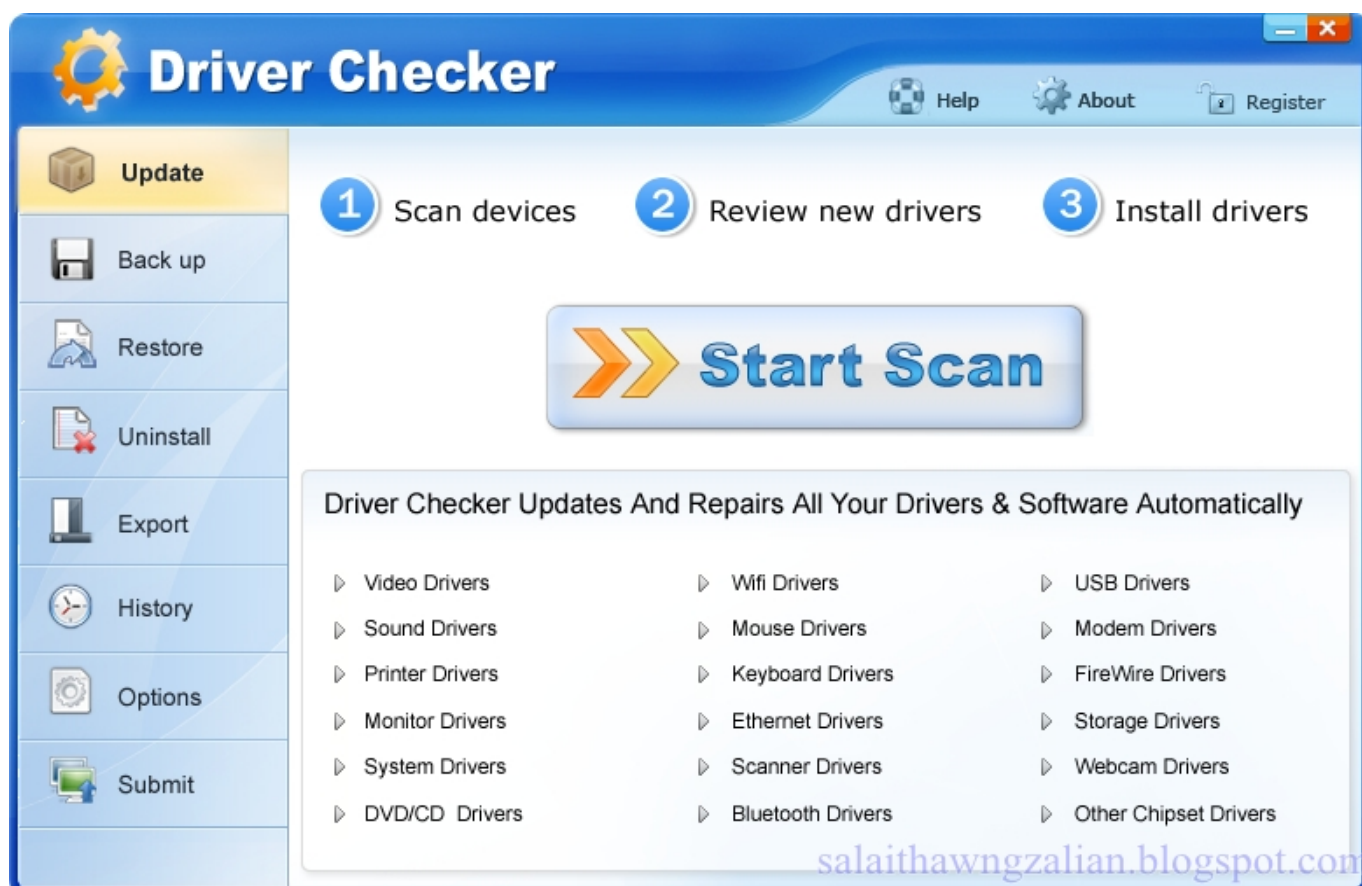 Driver Checker
Help
About
Register
Update
Back up
Restore
Uninstall
Export
History
Options
Submit
1 Scan devices
2 Review new drivers
3 Install drivers
Start Scan
Driver Checker Updates And Repairs All Your Drivers & Software Automatically
Video Drivers
Sound Drivers
Printer Drivers
Monitor Drivers
System Drivers
DVD/CD Drivers
Wifi Drivers
Mouse Drivers
Keyboard Drivers
Ethernet Drivers
Scanner Drivers
Bluetooth Drivers
USB Drivers
Modem Drivers
FireWire Drivers
Storage Drivers
Webcam Drivers
Other Chipset Drivers
salaithawngzalian.blogspot.com